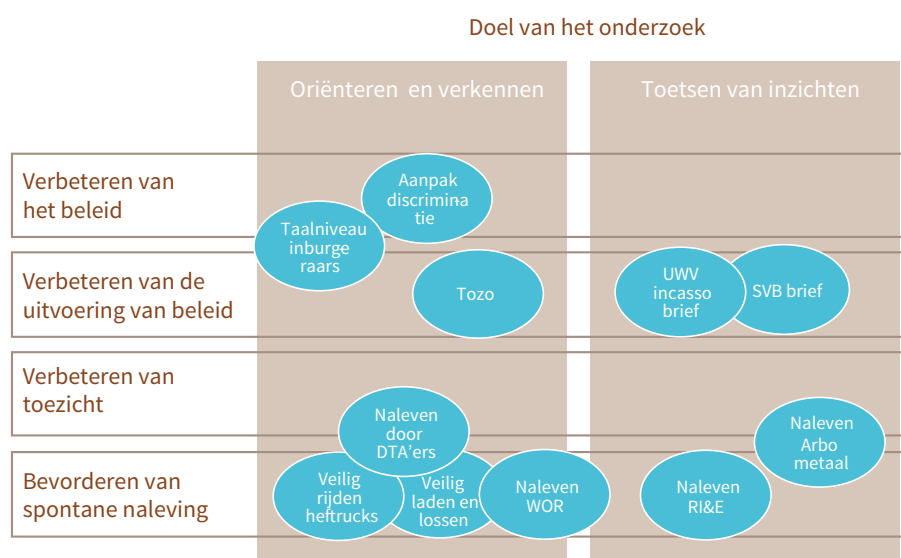 Doel van het onderzoek
Oriënteren en verkennen
Toetsen van inzichten
Verbeteren van
het beleid
Aanpak
discrimina
tie
Taalniveau
inburge
raars
Verbeteren van de
uitvoering van beleid
Tozo
UWV
incasso
brief
SVB brief
Verbeteren van
toezicht
Naleven
door
DTA'ers
Naleven
Arbo
metaal
Bevorderen van
spontane naleving
Veilig
rijden
heftrucks
Veilig
laden en
lossen
Naleven
WOR
Naleven
RI&E